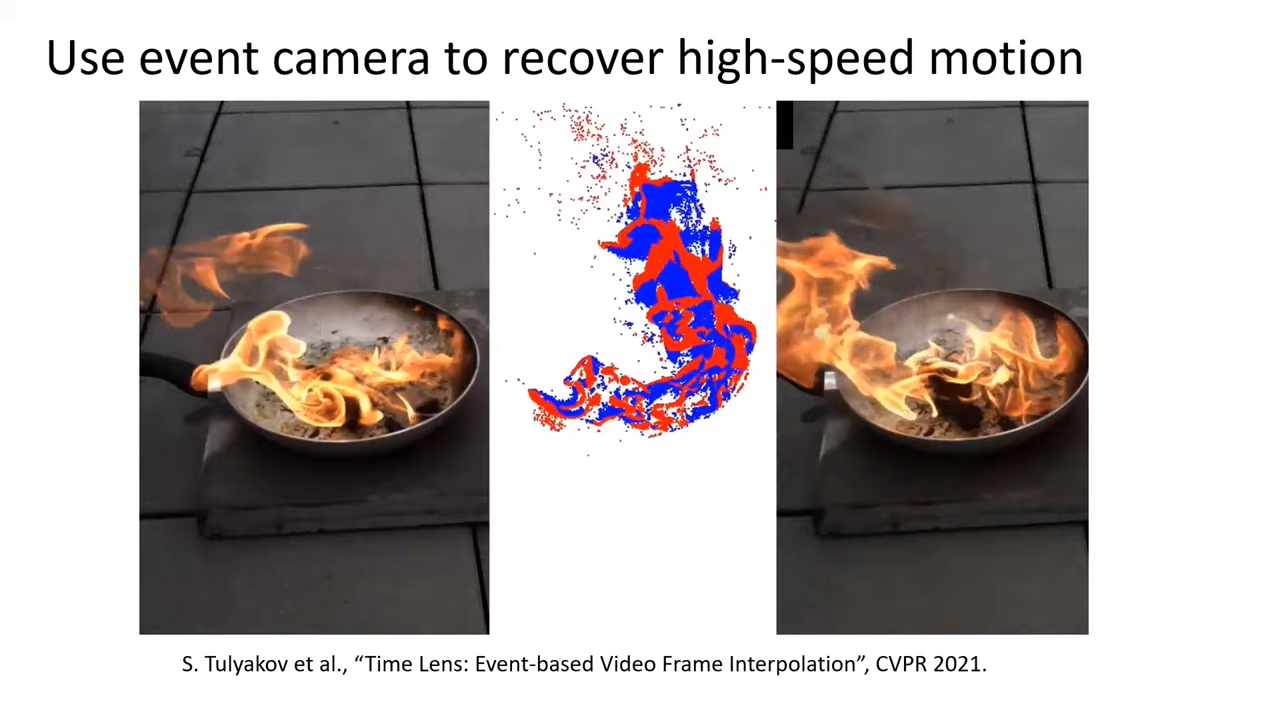 Use event camera to recover high-speed motion
S. Tulyakov et al., “Time Lens: Event-based Video Frame Interpolation”, CVPR 2021.